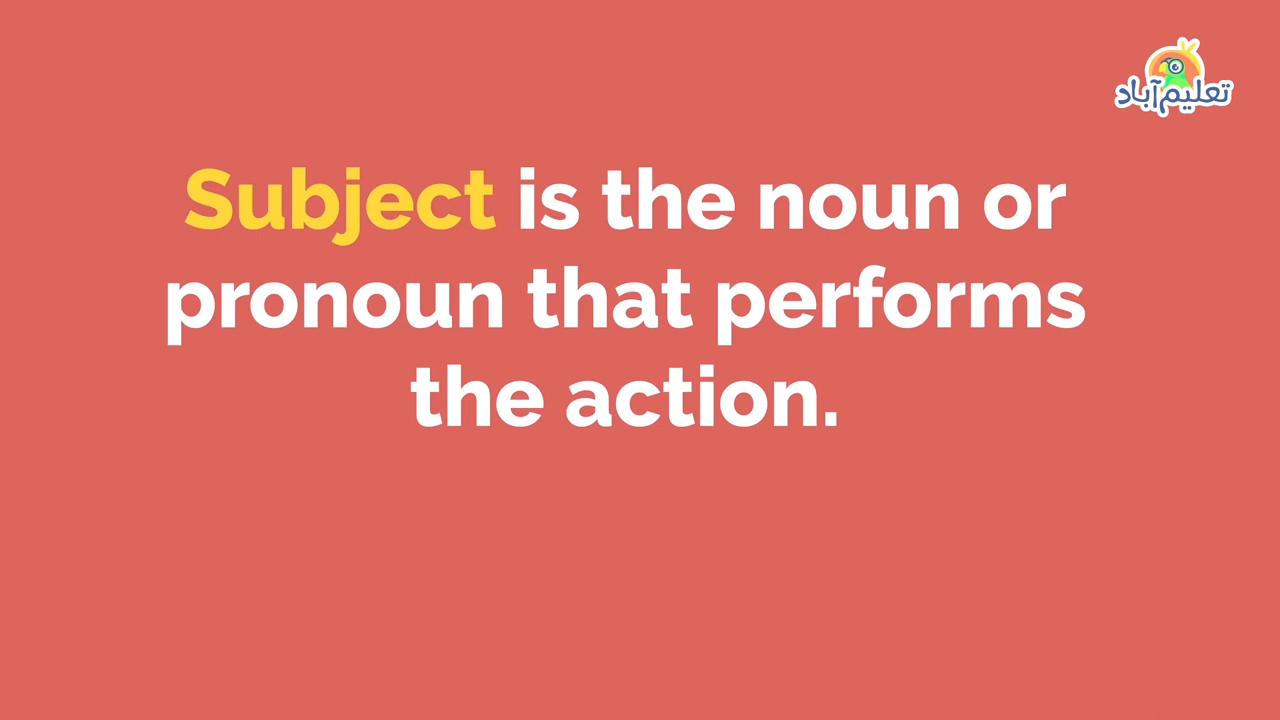 تعلیم‌آباد
Subject is the noun or
pronoun that performs
the action.